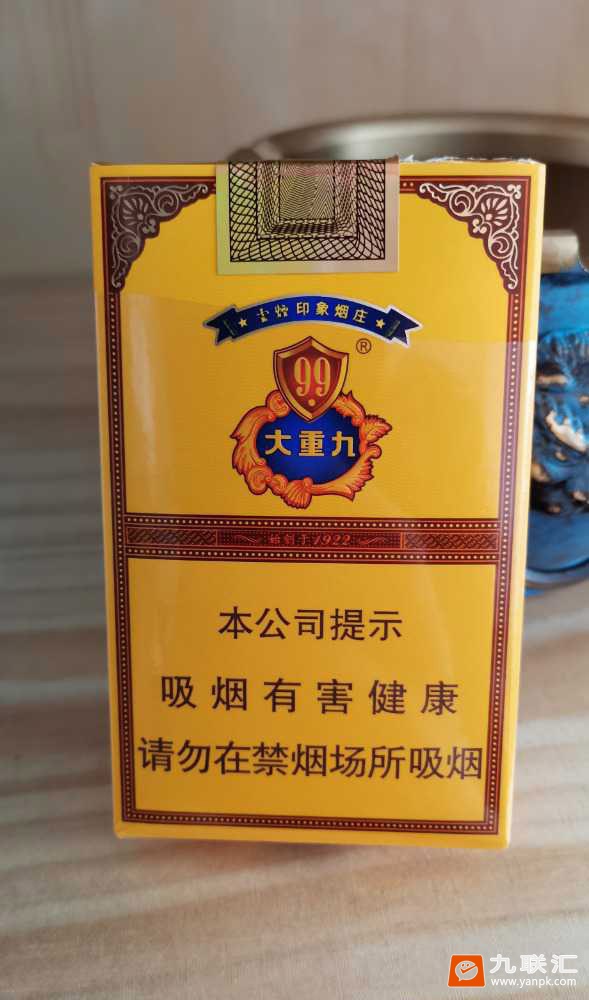 印象烟庄
®
99
大重九
始创于1922
本公司提示
吸烟有害健康
请勿在禁烟场所吸烟
九联汇
www.yanpk.com